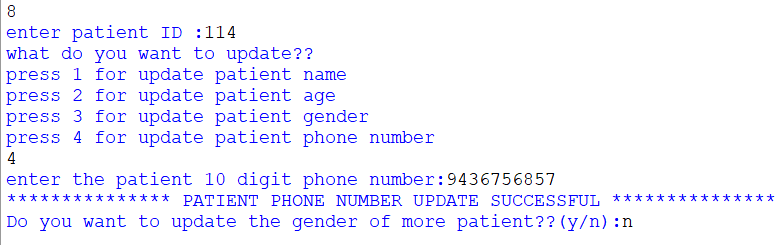 8
enter patient ID :114
what do you want to update??
press 1 for update patient name
press 2 for update patient age
press 3 for update patient gender
press 4 for update patient phone number
4
enter the patient 10 digit phone number:9436756857
*************** PATIENT PHONE NUMBER UPDATE SUCCESSFUL ***************
Do you want to update the gender of more patient??(y/n):n